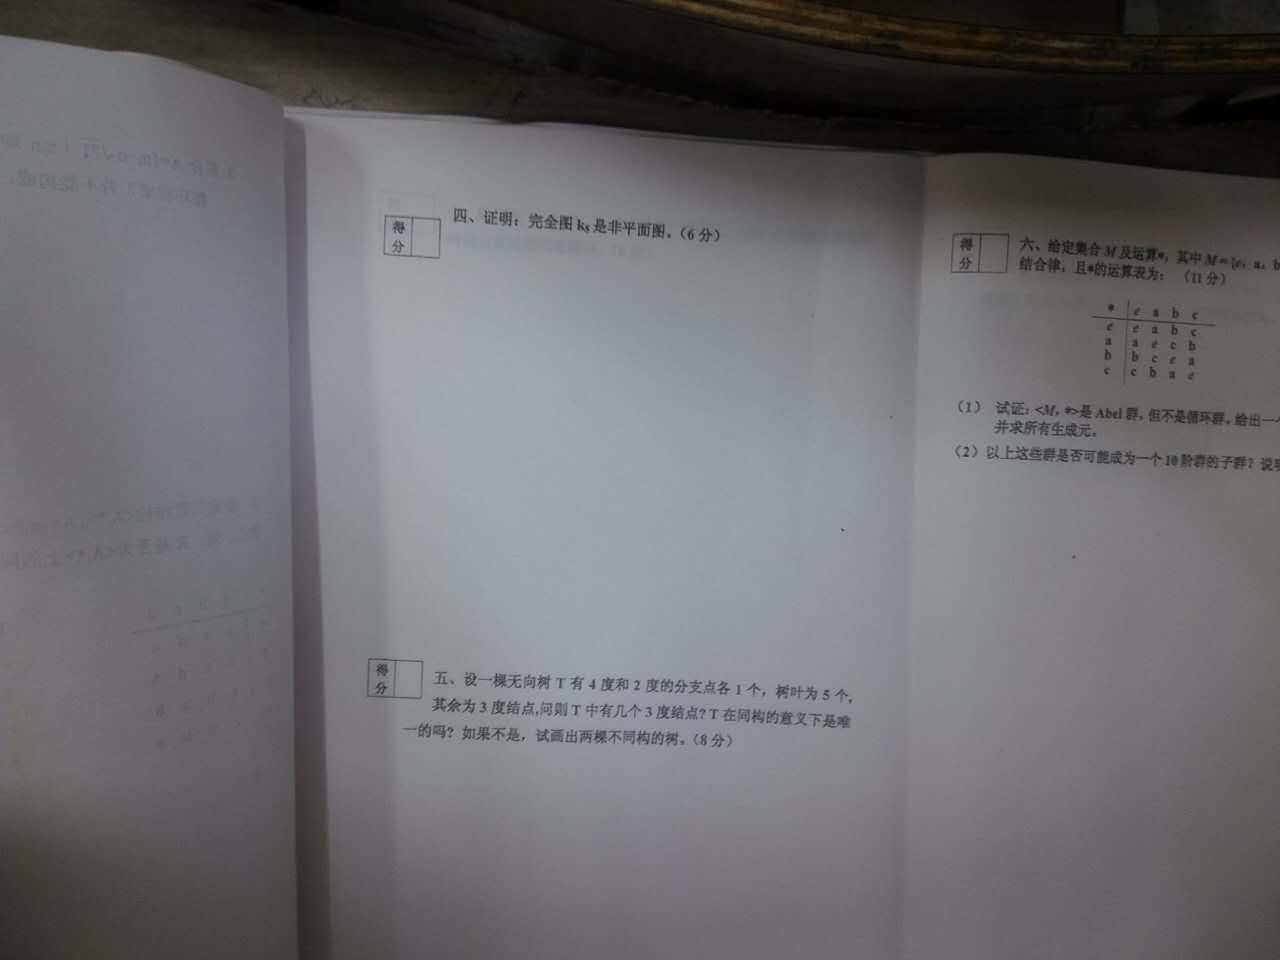 得分
四、证明：完全图 k₅ 是非平面图。（6 分）
得分
五、设一棵无向树 T 有 4 度和 2 度的分支点各 1 个，树叶为 5 个，
其余为 3 度结点,问则 T 中有几个 3 度结点? T 在同构的意义下是唯
一的吗？如果不是，试画出两棵不同构的树。（8 分）
得分
六、给定集合 M 及运算*，其中 M = {e，a，b
结合律，且*的运算表为：（11 分）
* e a b c
e e a b c
a a e c b
b b c e a
c c b a e
（1） 试证：<M，*>是 Abel 群，但不是循环群。给出一个
并求所有生成元。
（2）以上这些群是否可能成为一个 10 阶群的子群？说明